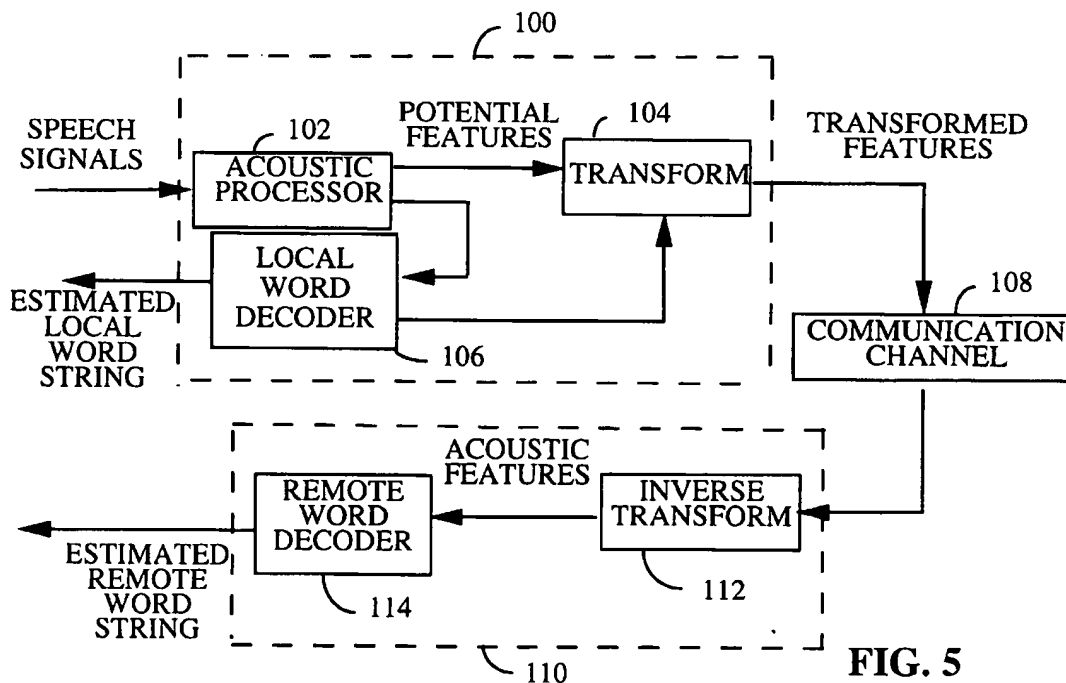 100
SPEECH
SIGNALS
102
ACOUSTIC
PROCESSOR
POTENTIAL
FEATURES
104
TRANSFORM
TRANSFORMED
FEATURES
LOCAL
WORD
DECODER
106
ESTIMATED
LOCAL
WORD
STRING
108
COMMUNICATION
CHANNEL
ACOUSTIC
FEATURES
REMOTE
WORD
DECODER
114
INVERSE
TRANSFORM
112
ESTIMATED
REMOTE
WORD
STRING
110
FIG. 5